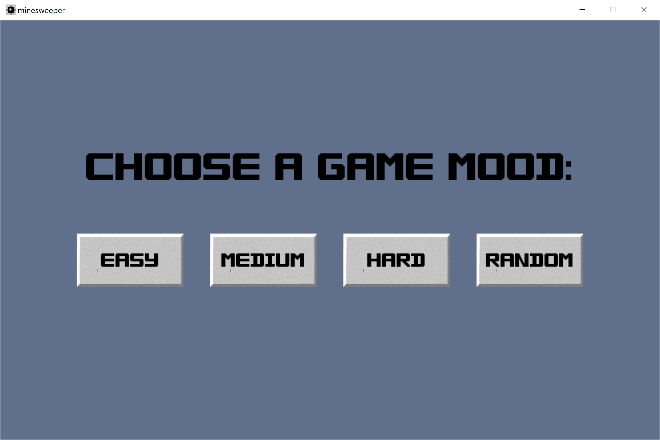 minesweeper
CHOOSE A GAME MOOD:
EASY
MEDIUM
HARD
RANDOM